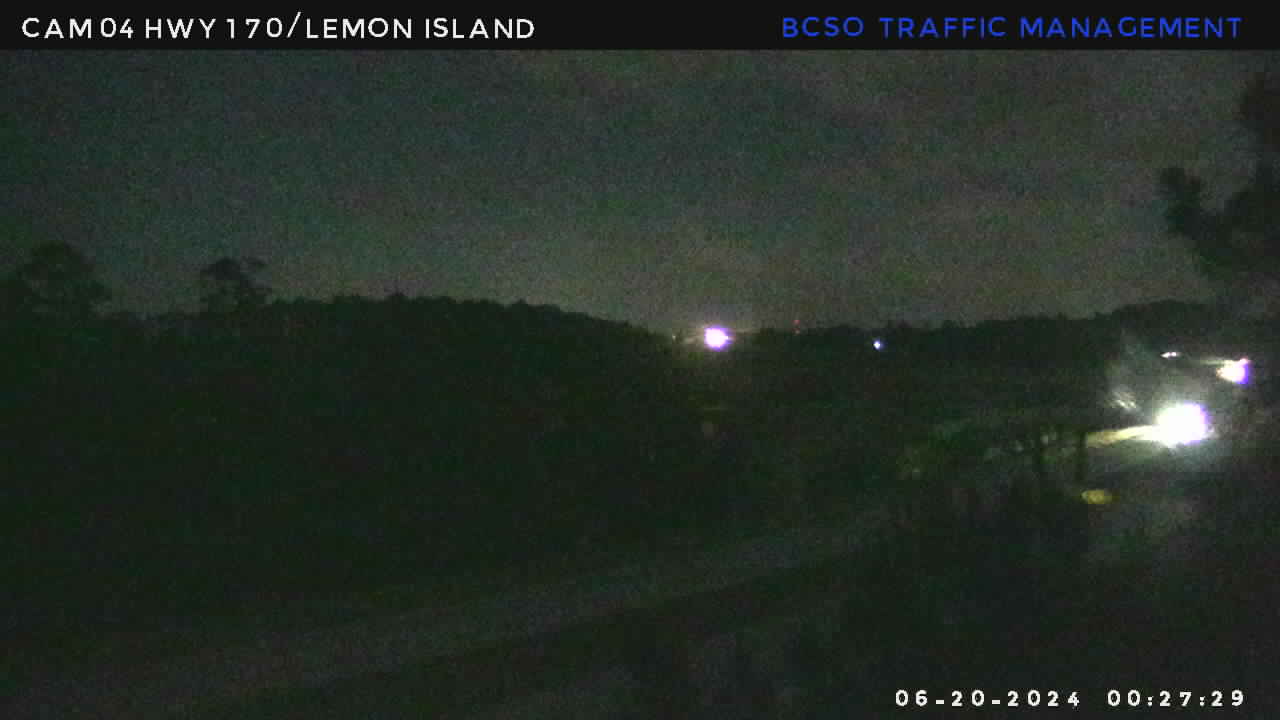 CAM04 HWY 170/LEMON ISLAND
BCSO TRAFFIC MANAGEMENT
06-20-2024 00:27:29